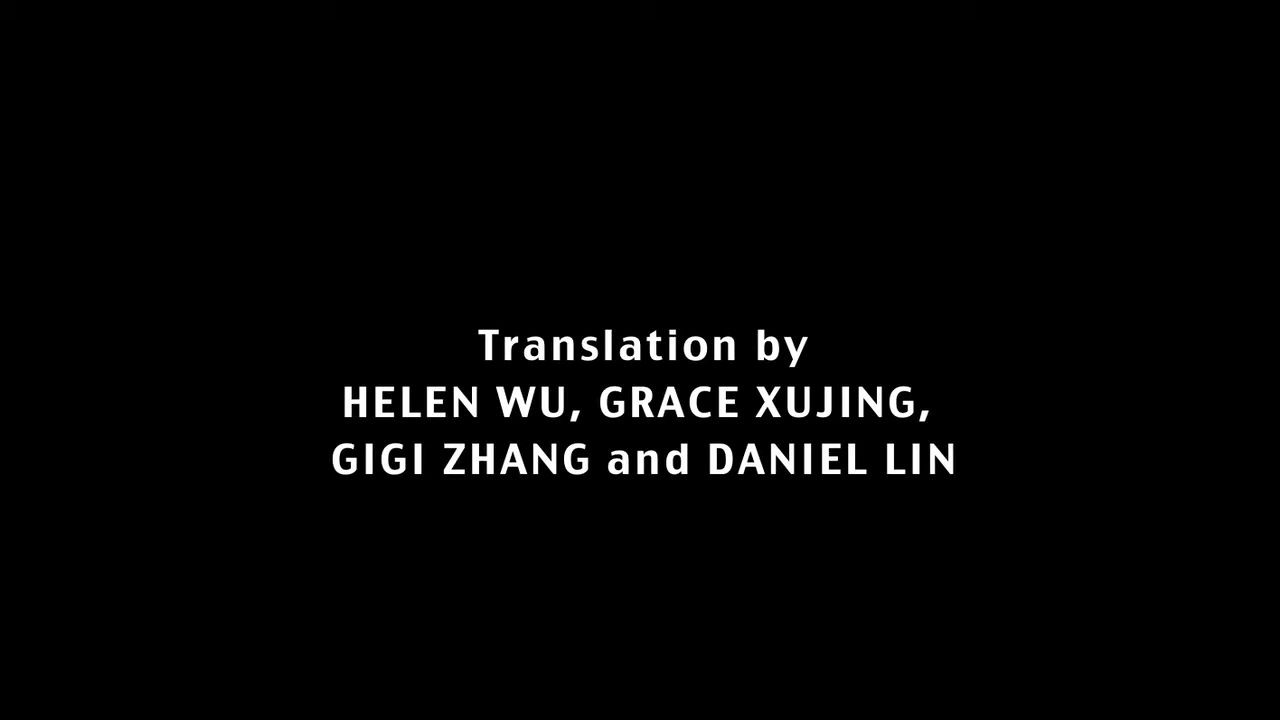 Translation by
HELEN WU, GRACE XUJING,
GIGI ZHANG and DANIEL LIN